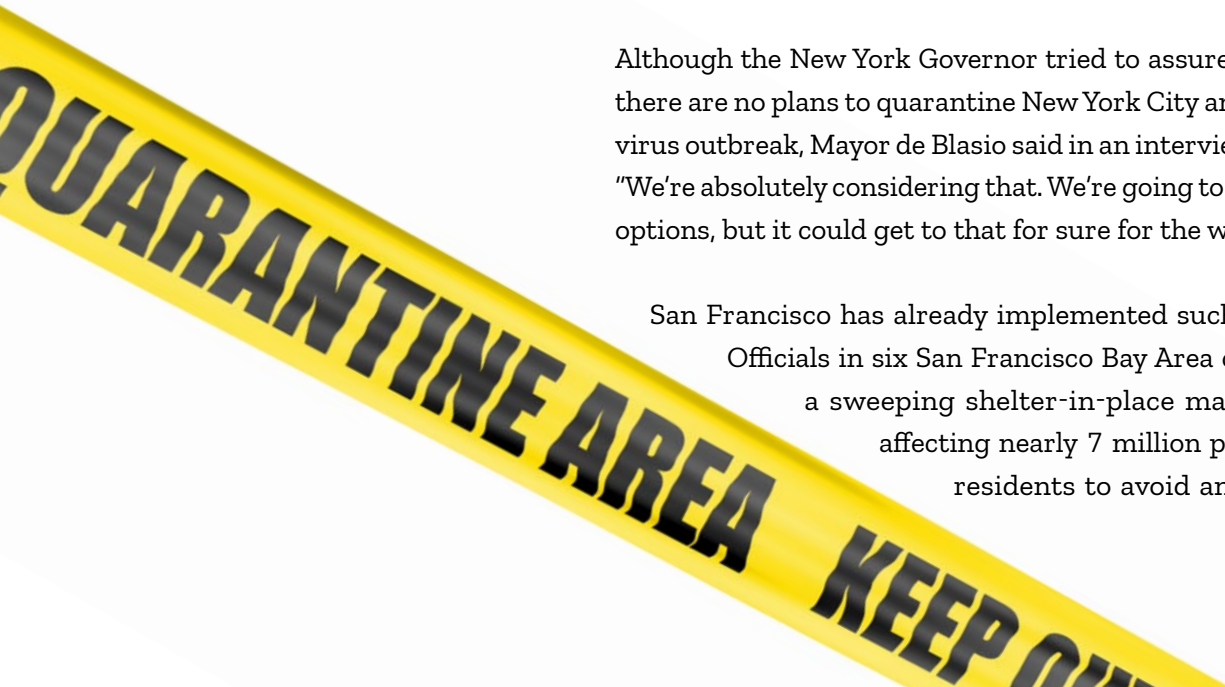 Although the New York Governor tried to assure
there are no plans to quarantine New York City ar
virus outbreak, Mayor de Blasio said in an intervie
“We’re absolutely considering that. We’re going to
options, but it could get to that for sure for the w
San Francisco has already implemented such
Officials in six San Francisco Bay Area
a sweeping shelter-in-place ma
affecting nearly 7 million p
residents to avoid an
QUARANTINE AREA KEEP OUT